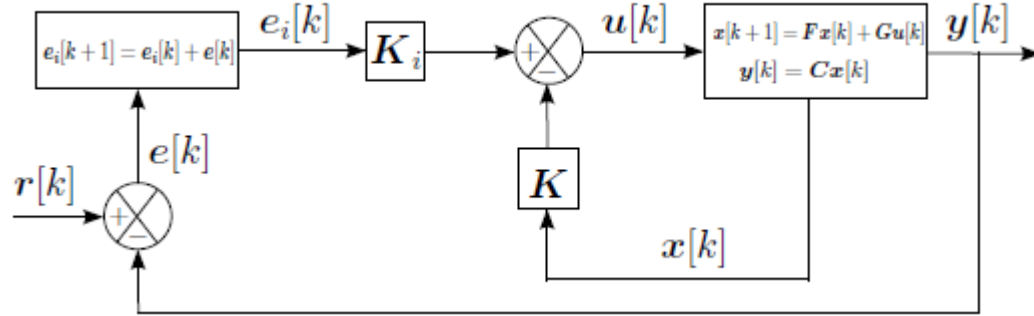 e_i[k]
K_i
+
−
u[k]
x[k+1] = Fx[k] + Gu[k]
y[k] = Cx[k]
y[k]
e_i[k+1] = e_i[k] + e[k]
e[k]
r[k]
+
−
K
x[k]